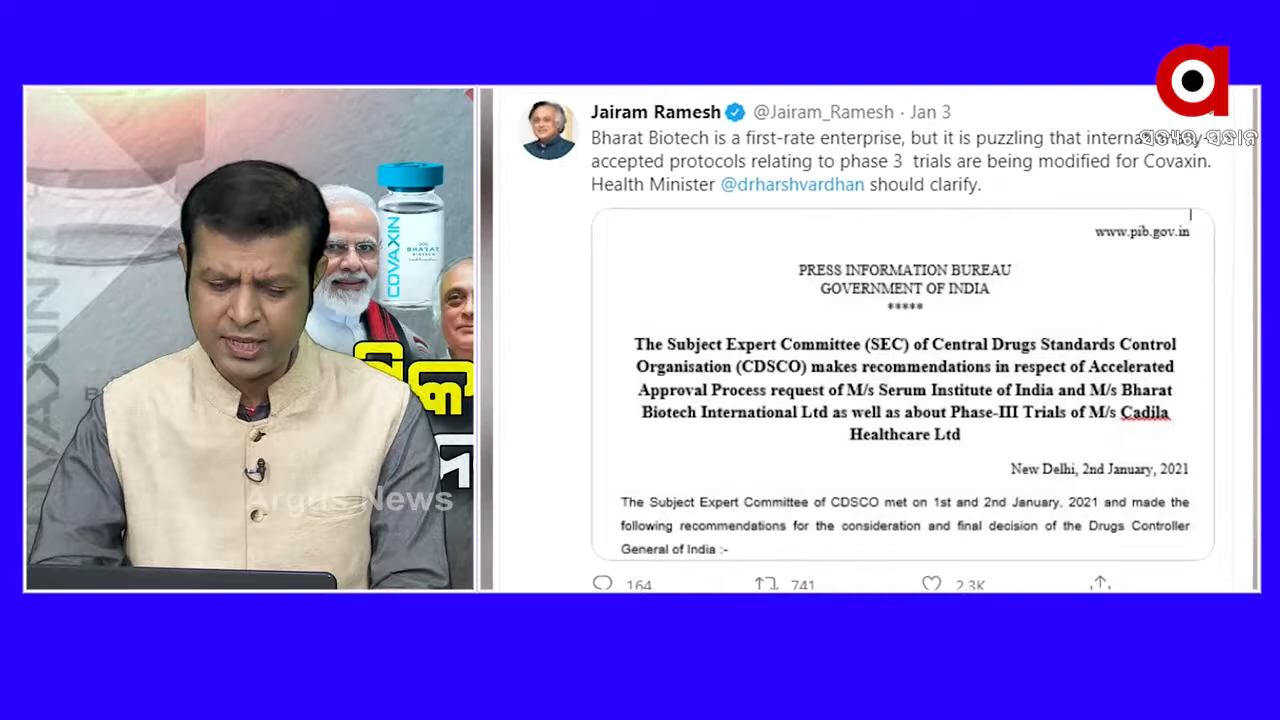 Jairam Ramesh @Jairam_Ramesh · Jan 3
Bharat Biotech is a first-rate enterprise, but it is puzzling that
accepted protocols relating to phase 3 trials are being modified for Covaxin.
Health Minister @drharshvardhan should clarify.
www.pib.gov.in
PRESS INFORMATION BUREAU
GOVERNMENT OF INDIA
*****
The Subject Expert Committee (SEC) of Central Drugs Standards Control
Organisation (CDSCO) makes recommendations in respect of Accelerated
Approval Process request of M/s Serum Institute of India and M/s Bharat
Biotech International Ltd as well as about Phase-III Trials of M/s Cadila
Healthcare Ltd
New Delhi, 2nd January, 2021
The Subject Expert Committee of CDSCO met on 1st and 2nd January, 2021 and made the
following recommendations for the consideration and final decision of the Drugs Controller
General of India :-
164 741 2.3K
COVAXIN
Argus News